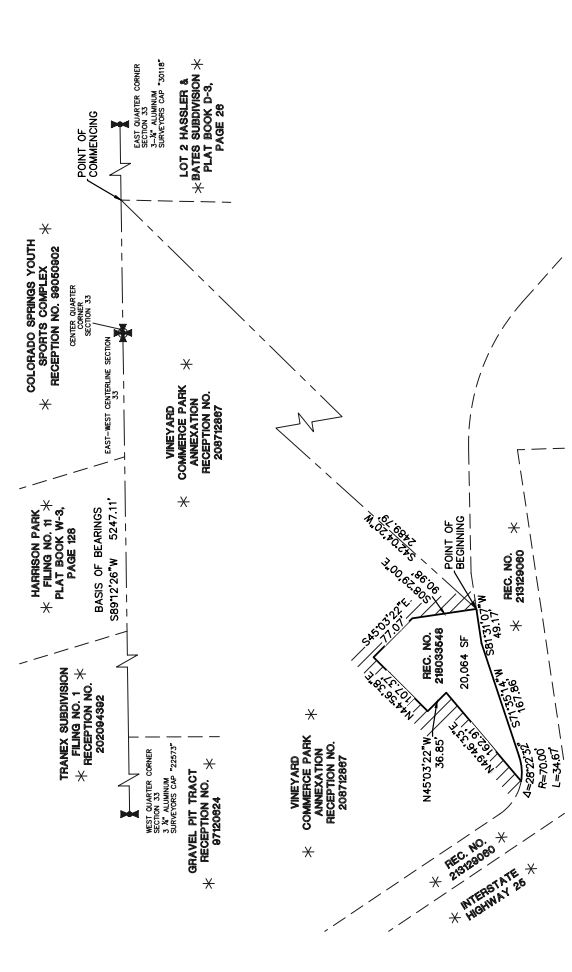 TRANEX SUBDIVISION
FILING NO. 1
RECEPTION NO.
202094392
HARRISON PARK
FILING NO. 11
PLAT BOOK W-3,
PAGE 128
COLORADO SPRINGS YOUTH
SPORTS COMPLEX
RECEPTION NO. 99050902
BASIS OF BEARINGS
S89°12'26"W 5247.11'
EAST-WEST CENTERLINE SECTION
33
CENTER QUARTER
CORNER
SECTION 33
POINT OF
COMMENCING
WEST QUARTER CORNER
SECTION 33
3 ¼" ALUMINUM
SURVEYORS CAP "22573"
EAST QUARTER CORNER
SECTION 33
3-¼" ALUMINUM
SURVEYORS CAP "30118"
GRAVEL PIT TRACT
RECEPTION NO.
97120624
VINEYARD
COMMERCE PARK
ANNEXATION
RECEPTION NO.
208712867
LOT 2 HASSLER &
BATES SUBDIVISION
PLAT BOOK D-3,
PAGE 26
VINEYARD
COMMERCE PARK
ANNEXATION
RECEPTION NO.
208712867
S42°04'20"W
2489.79'
S08°29'00"E
90.98'
S45°03'22"E
77.07'
N44°56'38"E
107.37'
N45°03'22"W
36.85'
N49°46'33"E
162.91'
REC. NO.
218033548
20,064 SF
POINT OF
BEGINNING
S81°31'07"W
49.17'
S71°35'14"W
167.86'
Δ=28°22'32"
R=70.00'
L=34.67'
REC. NO.
213129060
REC. NO.
213129060
INTERSTATE
HIGHWAY 25